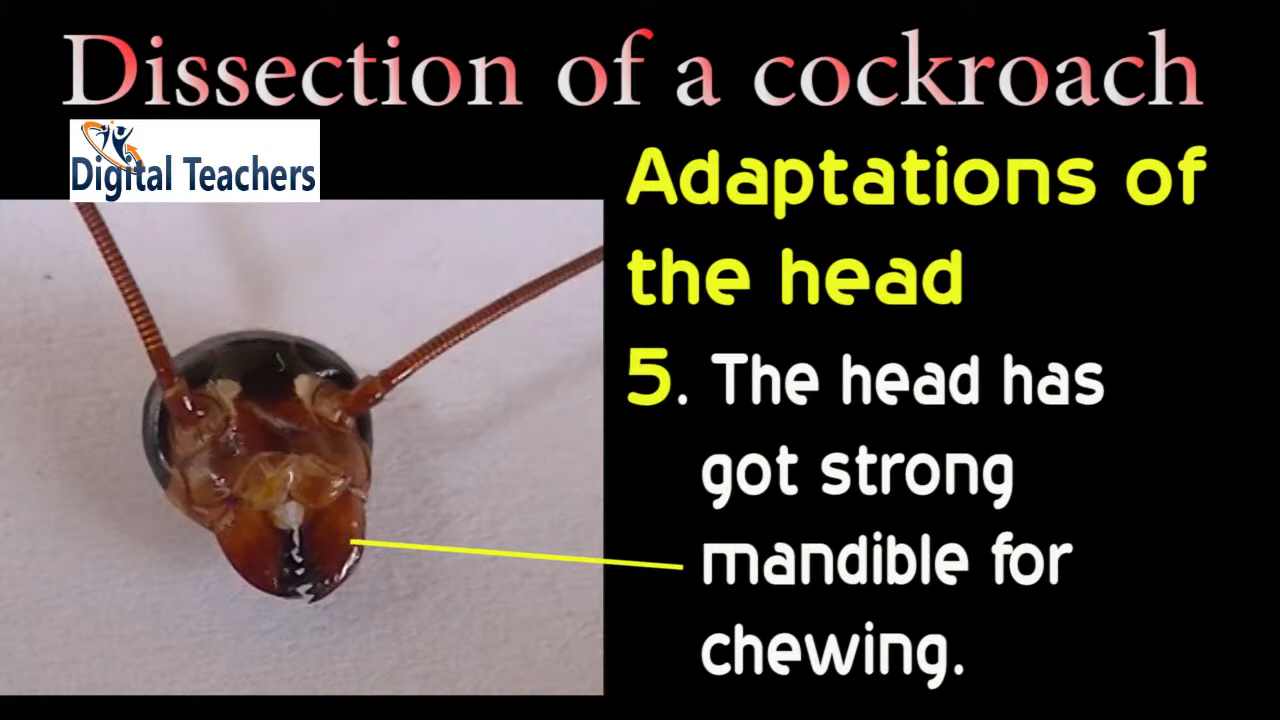 Dissection of a cockroach
Digital Teachers
Adaptations of
the head
5. The head has
got strong
mandible for
chewing.